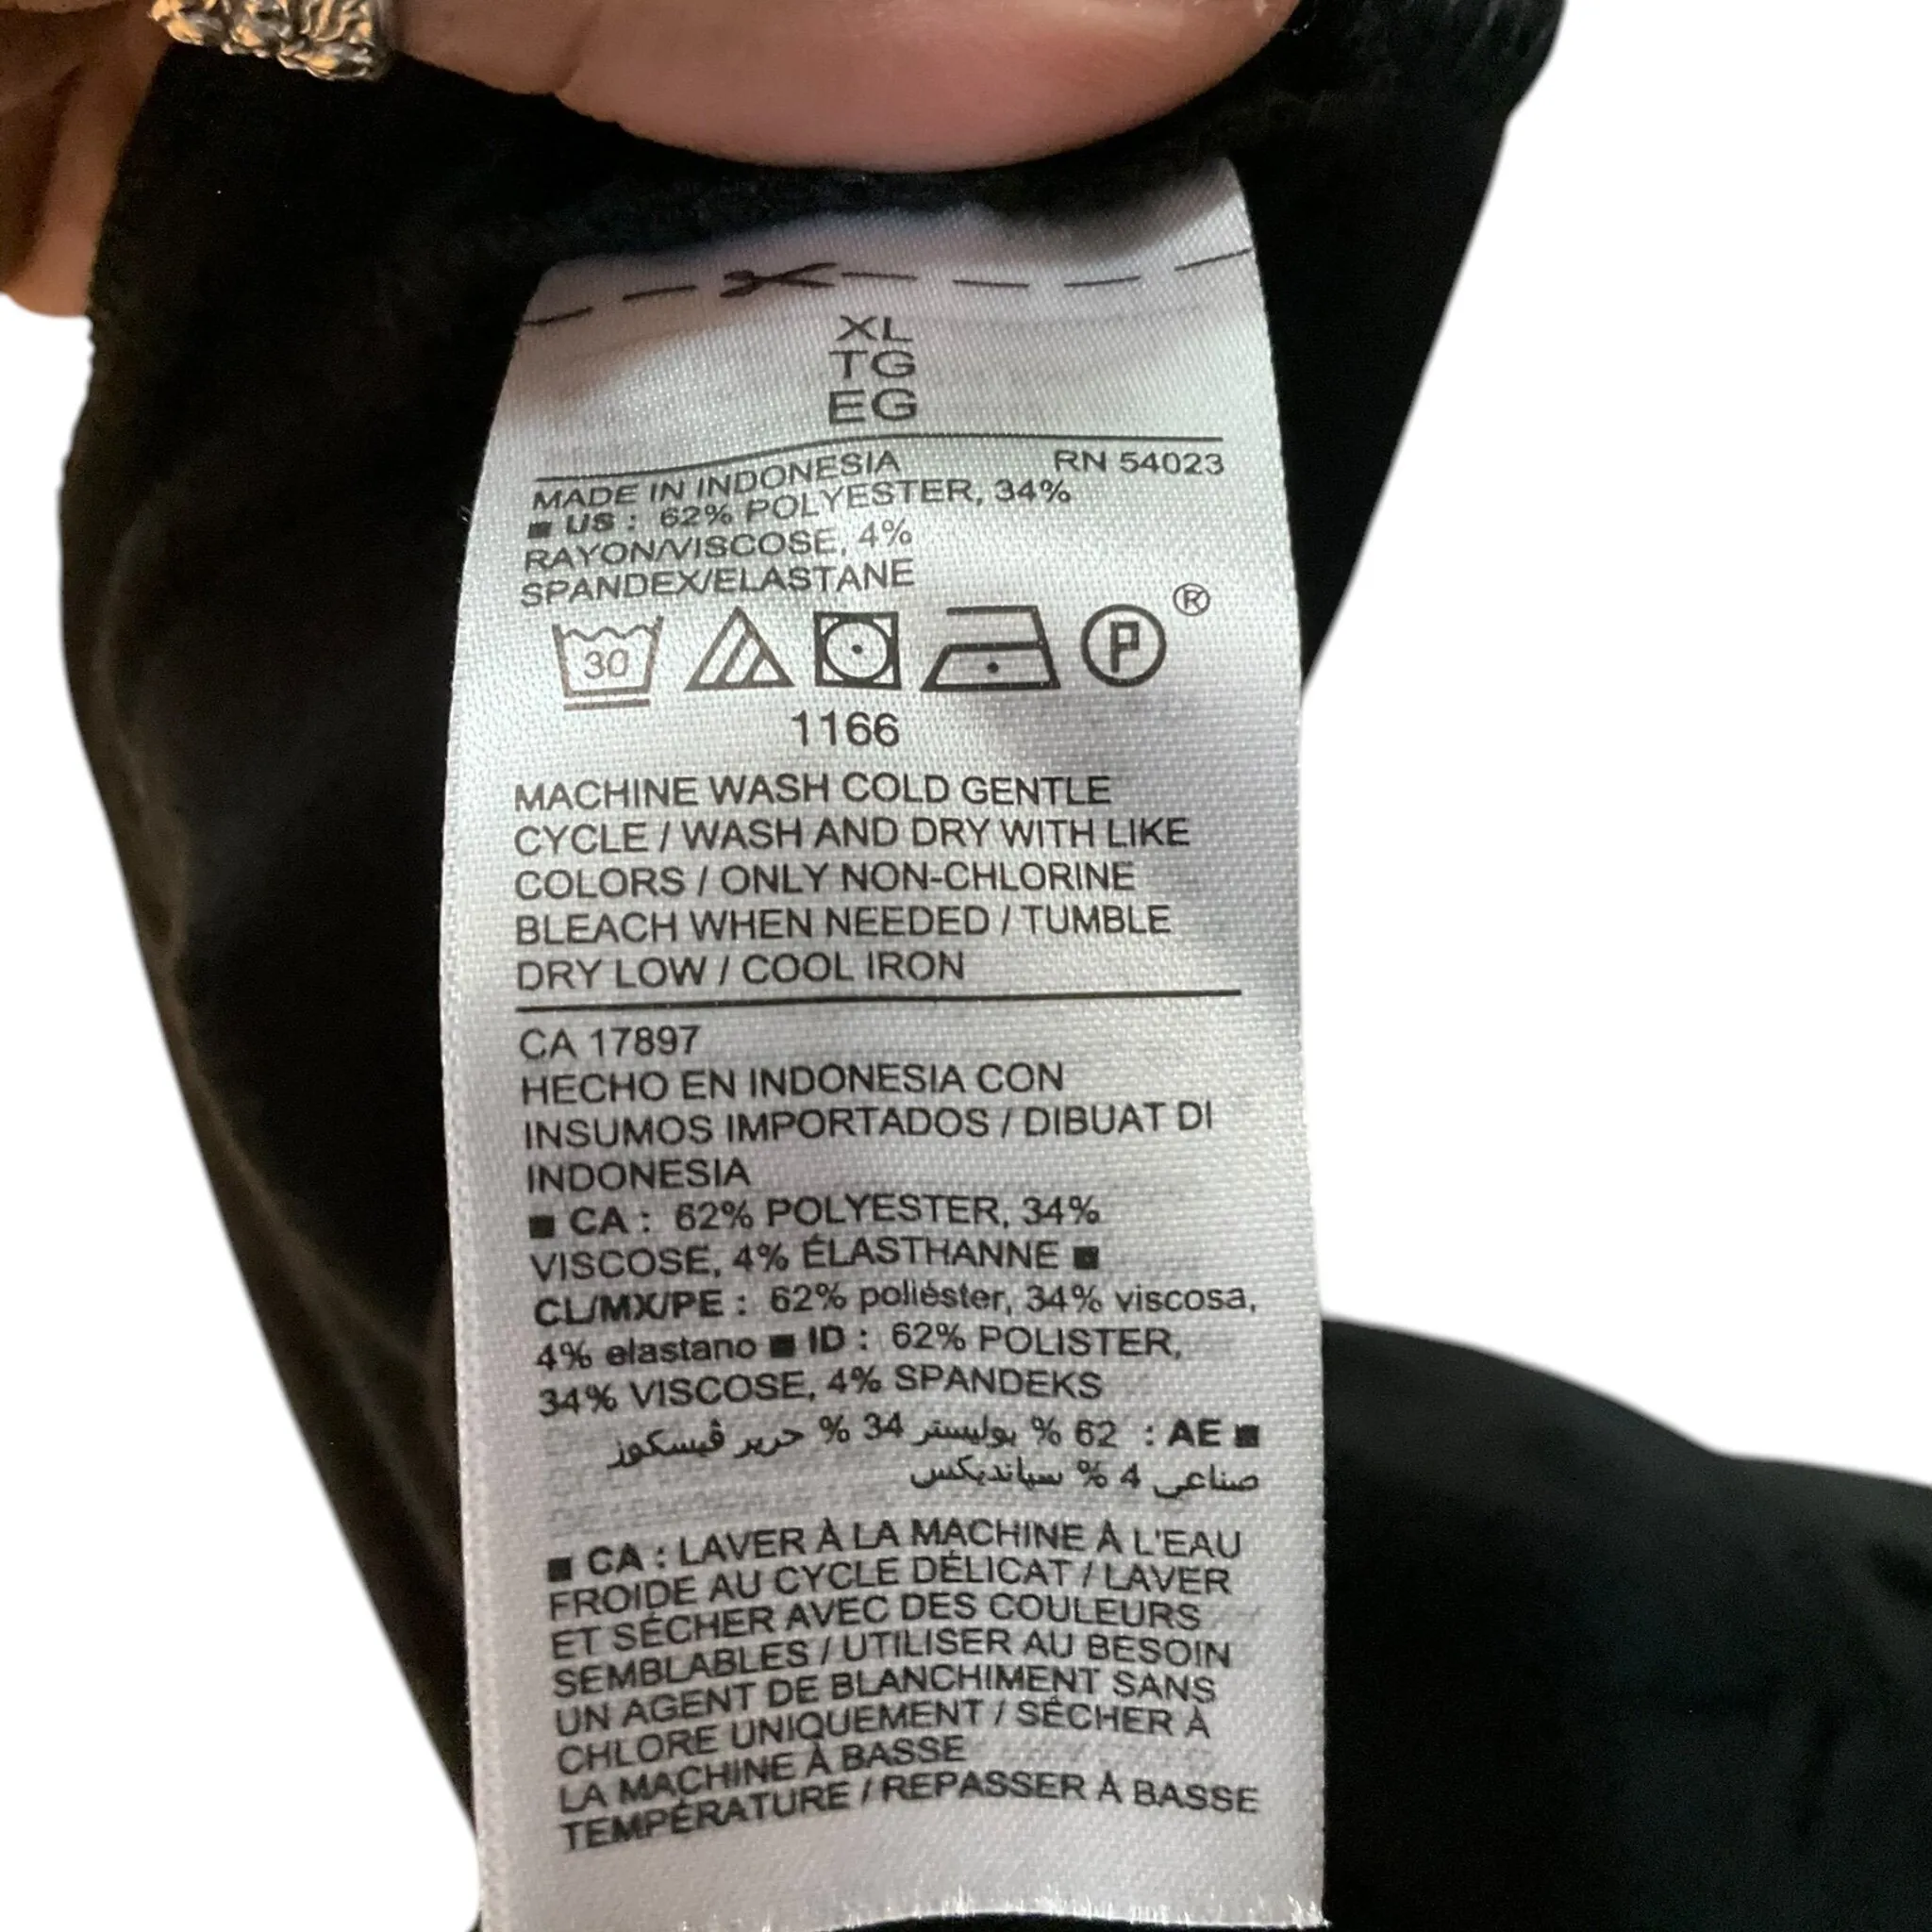 XL
TG
EG
MADE IN INDONESIA RN 54023
■ US : 62% POLYESTER, 34%
RAYON/VISCOSE, 4%
SPANDEX/ELASTANE
30 P ®
1166
MACHINE WASH COLD GENTLE
CYCLE / WASH AND DRY WITH LIKE
COLORS / ONLY NON-CHLORINE
BLEACH WHEN NEEDED / TUMBLE
DRY LOW / COOL IRON
CA 17897
HECHO EN INDONESIA CON
INSUMOS IMPORTADOS / DIBUAT DI
INDONESIA
■ CA : 62% POLYESTER, 34%
VISCOSE, 4% ÉLASTHANNE ■
CL/MX/PE : 62% poliéster, 34% viscosa,
4% elastano ■ ID : 62% POLISTER,
34% VISCOSE, 4% SPANDEKS
■ AE : 62 % بوليستر 34 % حرير ڤيسكوز
صناعي 4 % سباندیکس
■ CA : LAVER À LA MACHINE À L'EAU
FROIDE AU CYCLE DÉLICAT / LAVER
ET SÉCHER AVEC DES COULEURS
SEMBLABLES / UTILISER AU BESOIN
UN AGENT DE BLANCHIMENT SANS
CHLORE UNIQUEMENT / SÉCHER À
LA MACHINE À BASSE
TEMPÉRATURE / REPASSER À BASSE